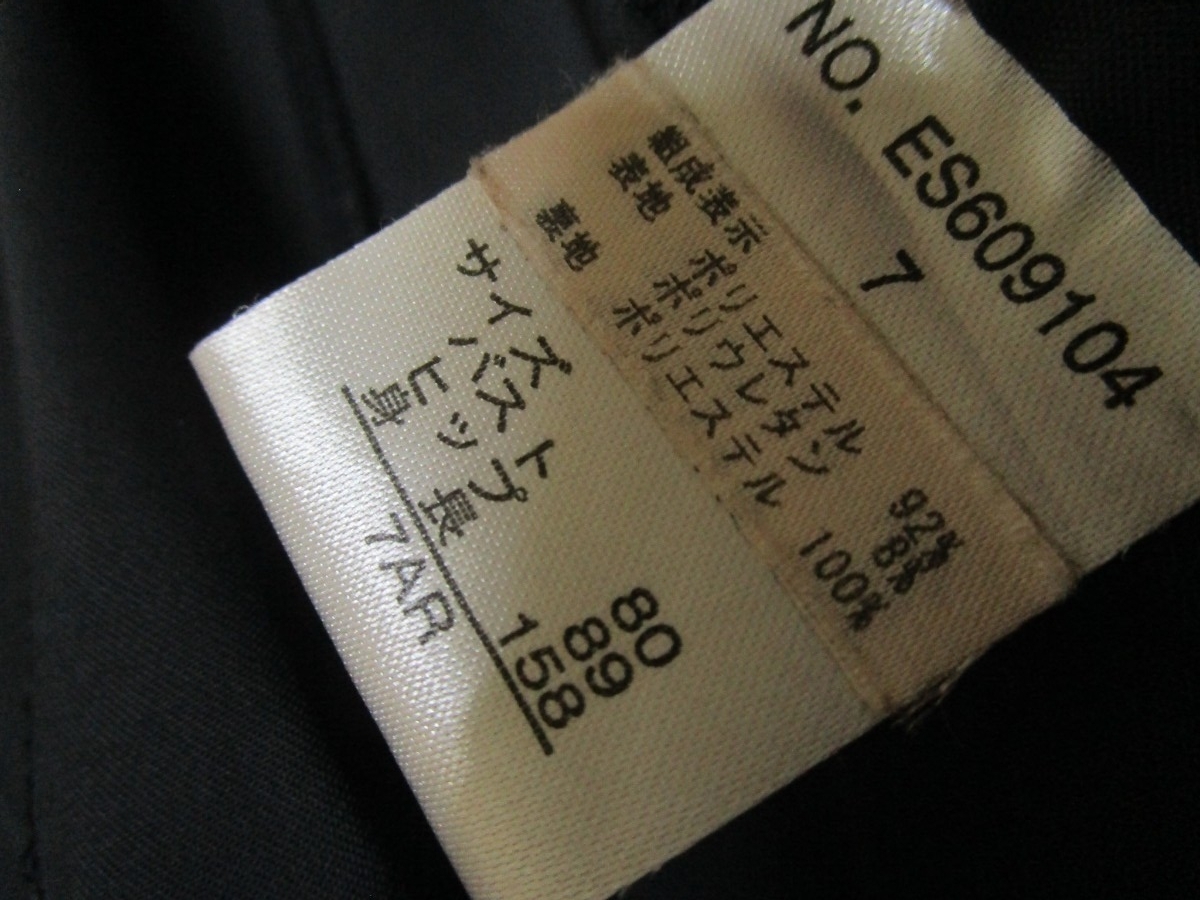 NO. ES609104
7
組成表示
表地 ポリエステル 92%
ポリウレタン 8%
裏地 ポリエステル 100%
サイズ
バスト 80
ヒップ 89
身長 158
7AR